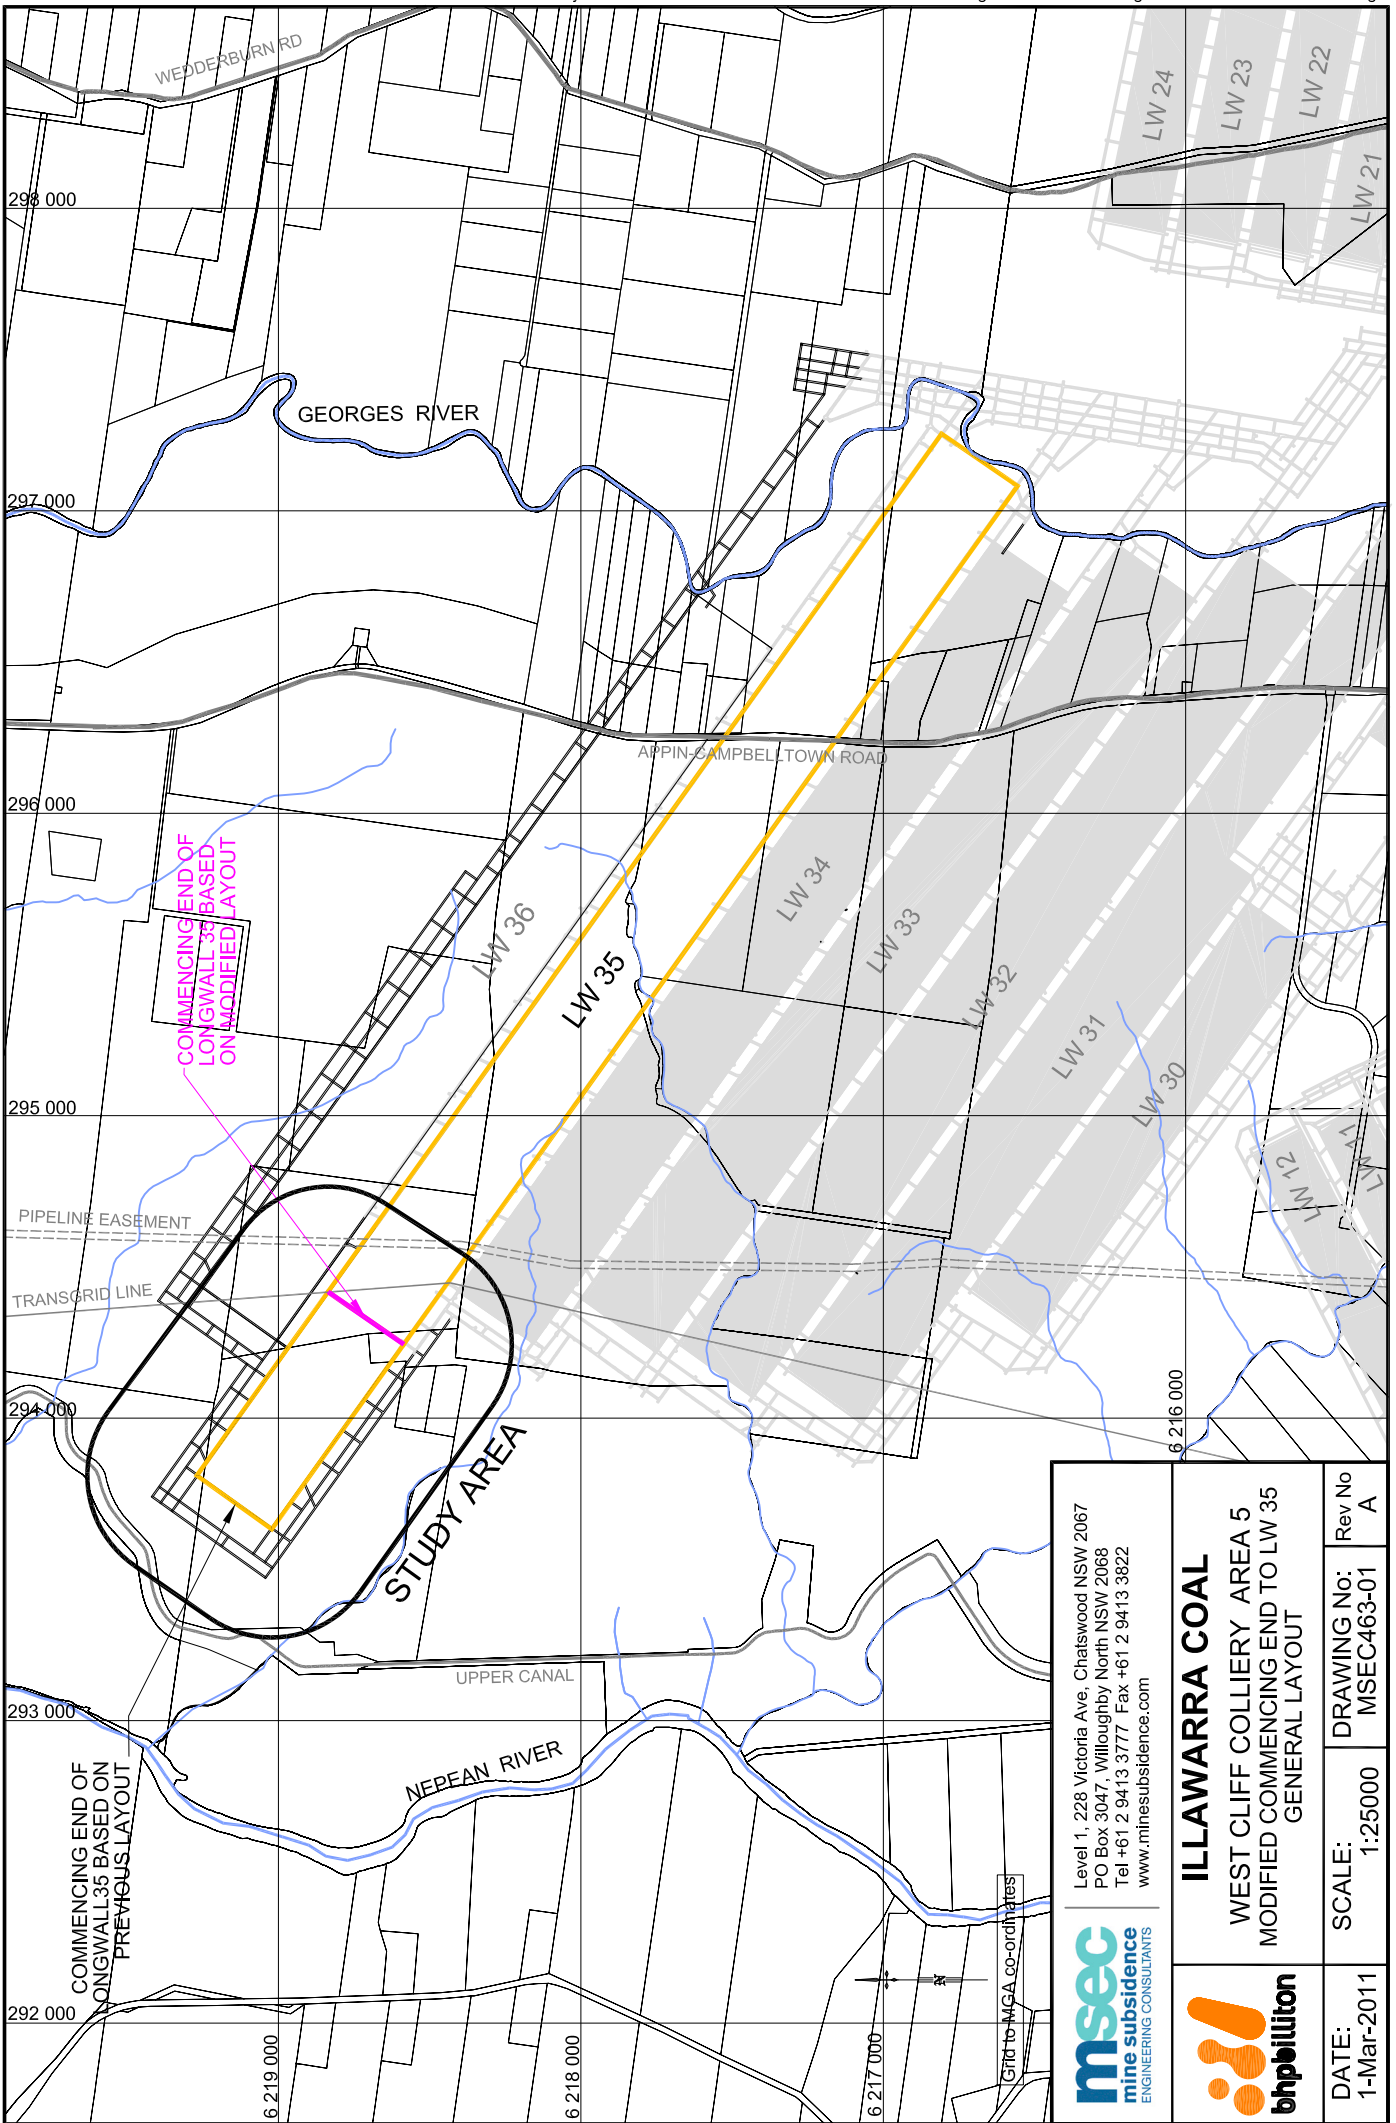 WEDDERBURN RD
LW 24
LW 23
LW 22
LW 21
298 000
GEORGES RIVER
297 000
APPIN-CAMPBELLTOWN ROAD
296 000
COMMENCING END OF
LONGWALL 35 BASED
ON MODIFIED LAYOUT
LW 36
LW 35
LW 34
LW 33
LW 32
LW 31
LW 30
LW 12
LW 11
295 000
PIPELINE EASEMENT
TRANSGRID LINE
294 000
STUDY AREA
UPPER CANAL
293 000
NEPEAN RIVER
COMMENCING END OF
LONGWALL35 BASED ON
PREVIOUS LAYOUT
292 000
6 219 000
6 218 000
6 217 000
6 216 000
N
Grid to MGA co-ordinates
msec
mine subsidence
ENGINEERING CONSULTANTS
Level 1, 228 Victoria Ave, Chatswood NSW 2067
PO Box 3047, Willoughby North NSW 2068
Tel +61 2 9413 3777 Fax +61 2 9413 3822
www.minesubsidence.com
bhpbilliton
ILLAWARRA COAL
WEST CLIFF COLLIERY AREA 5
MODIFIED COMMENCING END TO LW 35
GENERAL LAYOUT
DATE:
1-Mar-2011
SCALE:
1:25000
DRAWING No:
MSEC463-01
Rev No
A